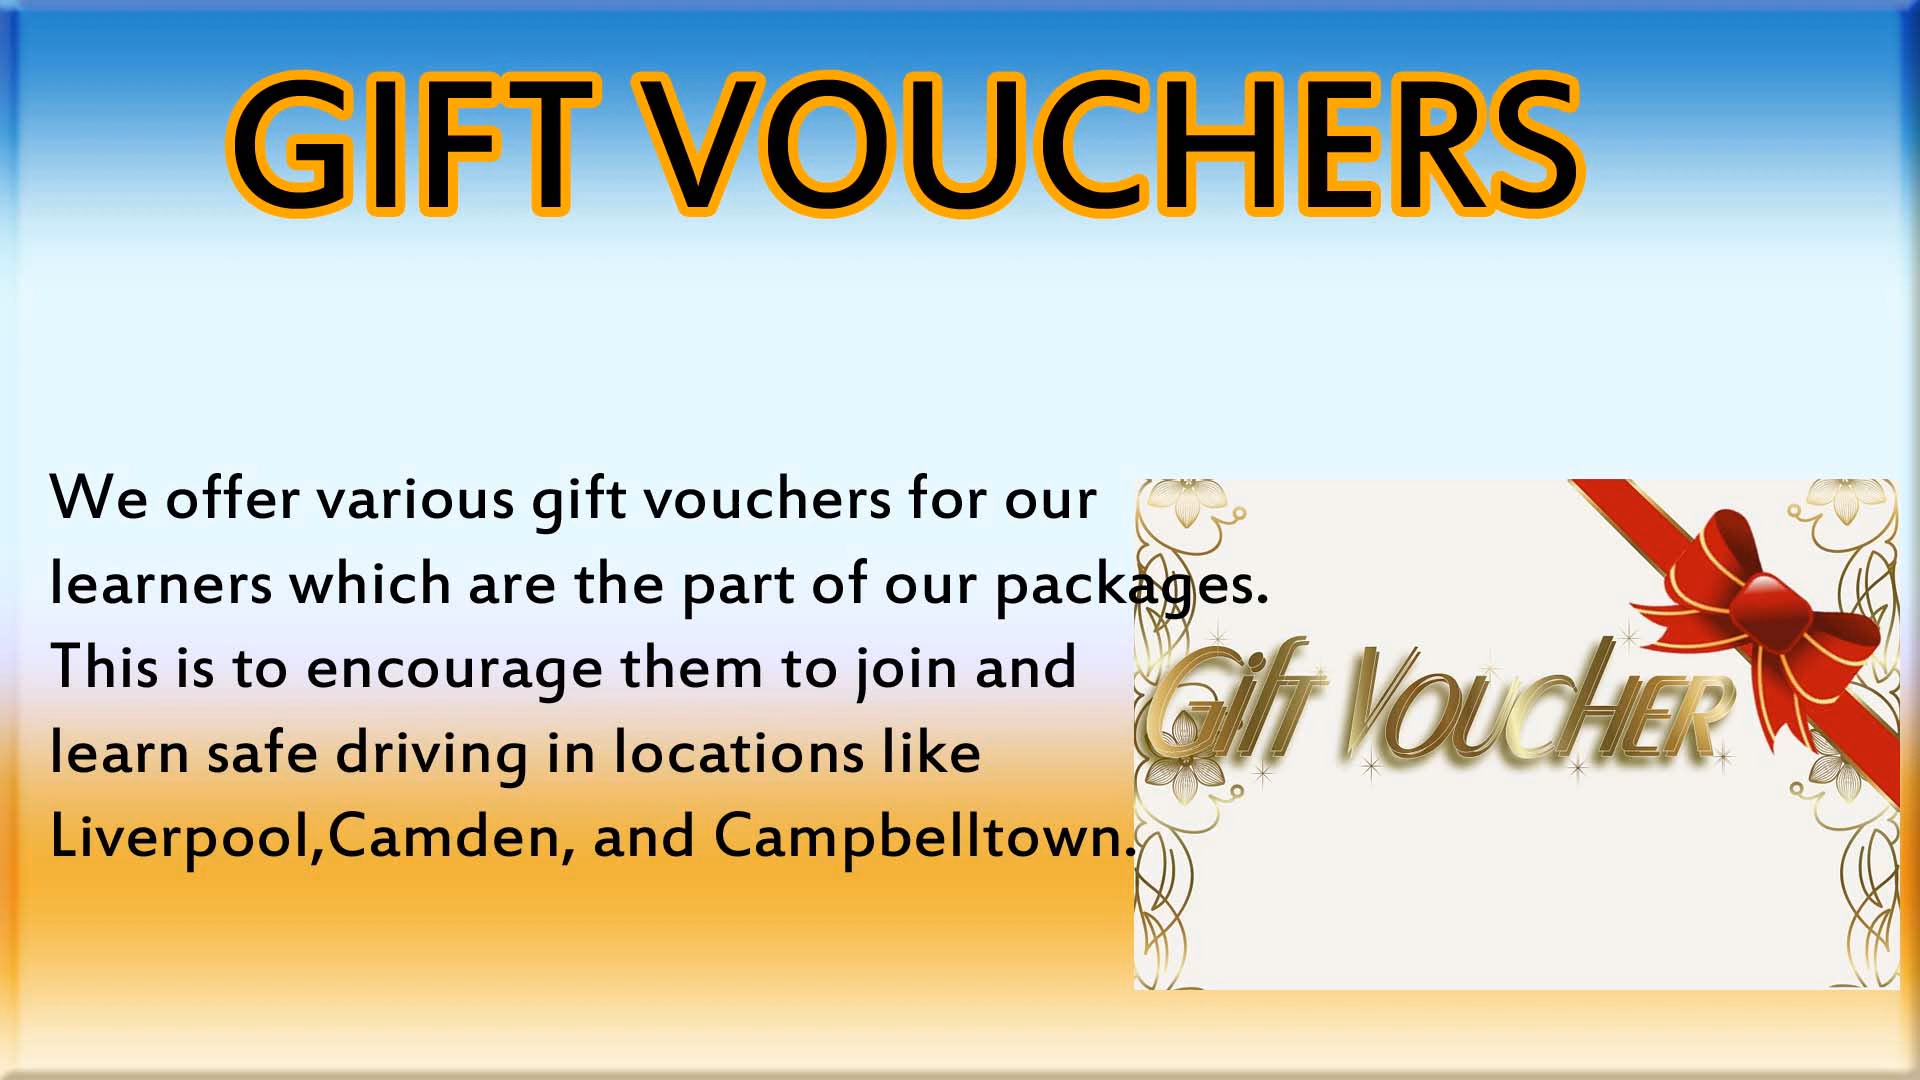 GIFT VOUCHERS
We offer various gift vouchers for our
learners which are the part of our packages.
This is to encourage them to join and
learn safe driving in locations like
Liverpool,Camden, and Campbelltown.
Gift Voucher